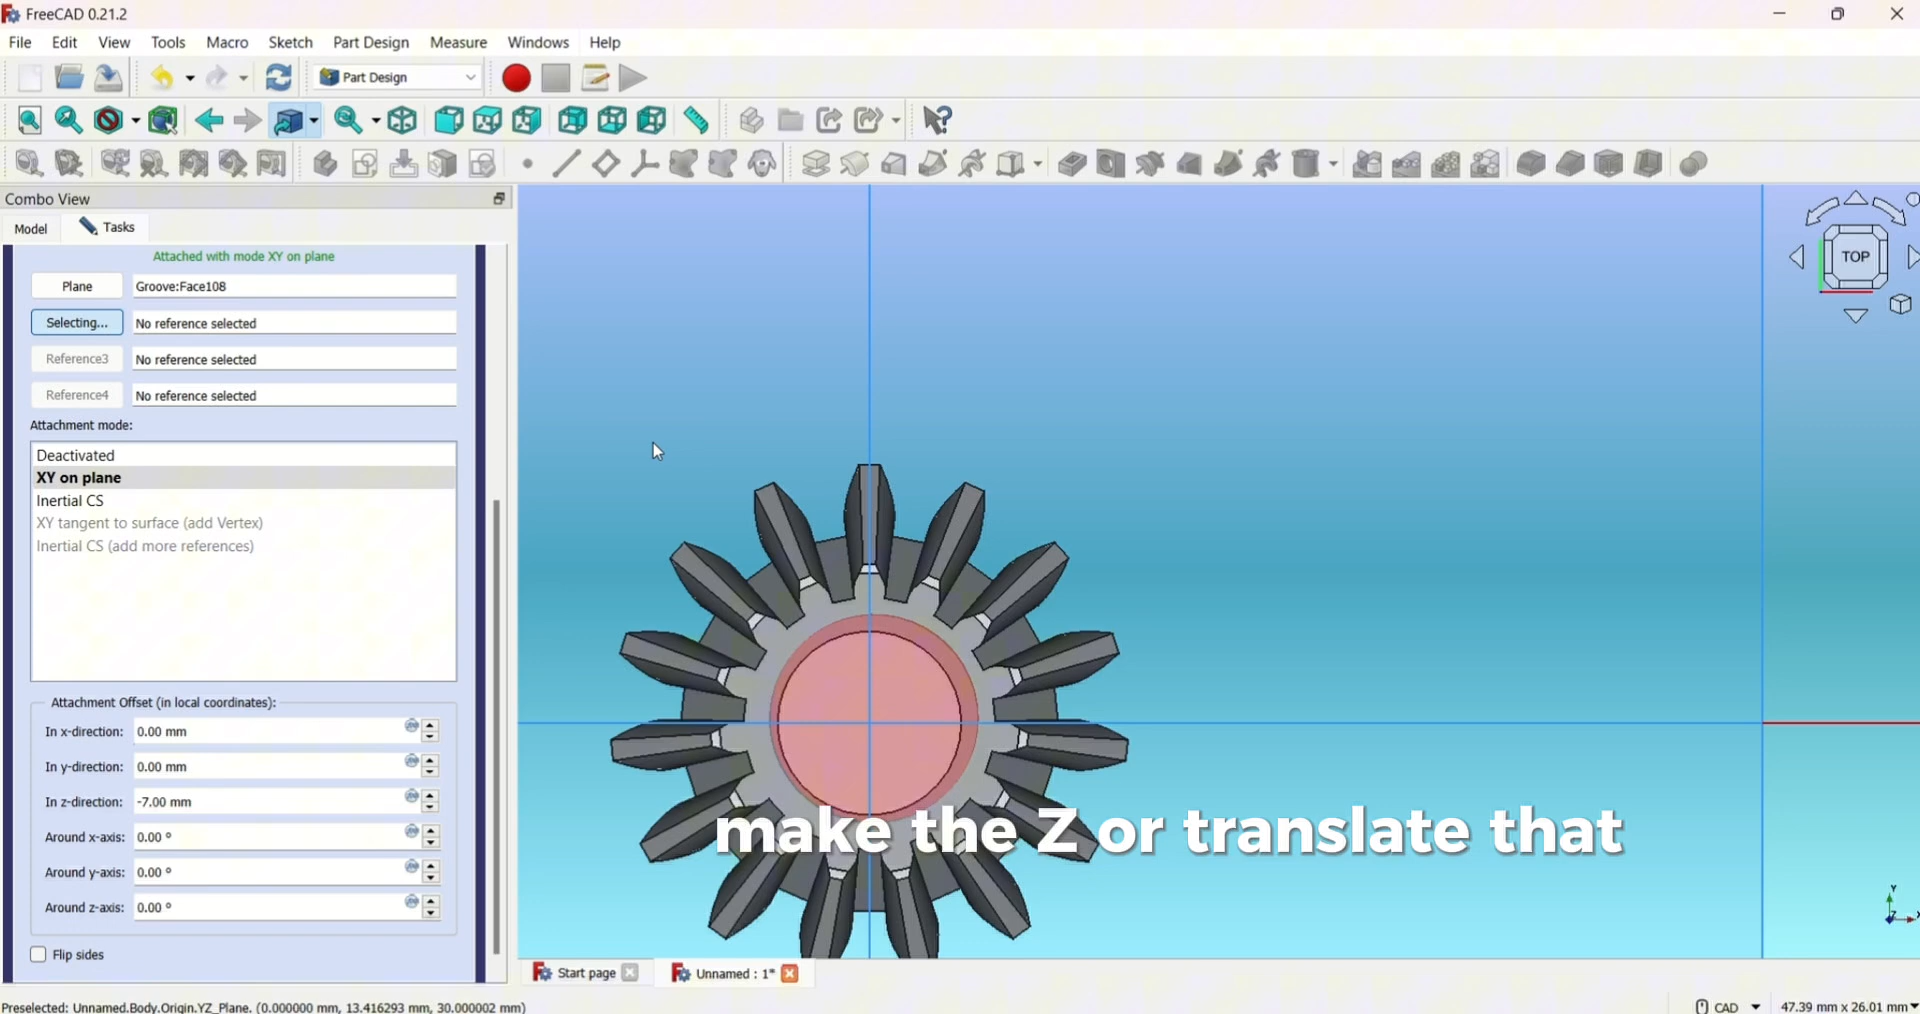 FreeCAD 0.21.2
File Edit View Tools Macro Sketch Part Design Measure Windows Help
Part Design
Combo View
Model Tasks
Attached with mode XY on plane
Plane Groove:Face108
Selecting... No reference selected
Reference3 No reference selected
Reference4 No reference selected
Attachment mode:
Deactivated
XY on plane
Inertial CS
XY tangent to surface (add Vertex)
Inertial CS (add more references)
Attachment Offset (in local coordinates):
In x-direction: 0.00 mm
In y-direction: 0.00 mm
In z-direction: -7.00 mm
Around x-axis: 0.00 °
Around y-axis: 0.00 °
Around z-axis: 0.00 °
Flip sides
TOP
make the Z or translate that
Y
Z X
Start page Unnamed : 1*
Preselected: Unnamed.Body.Origin.YZ_Plane. (0.000000 mm, 13.416293 mm, 30.000002 mm)
CAD 47.39 mm x 26.01 mm